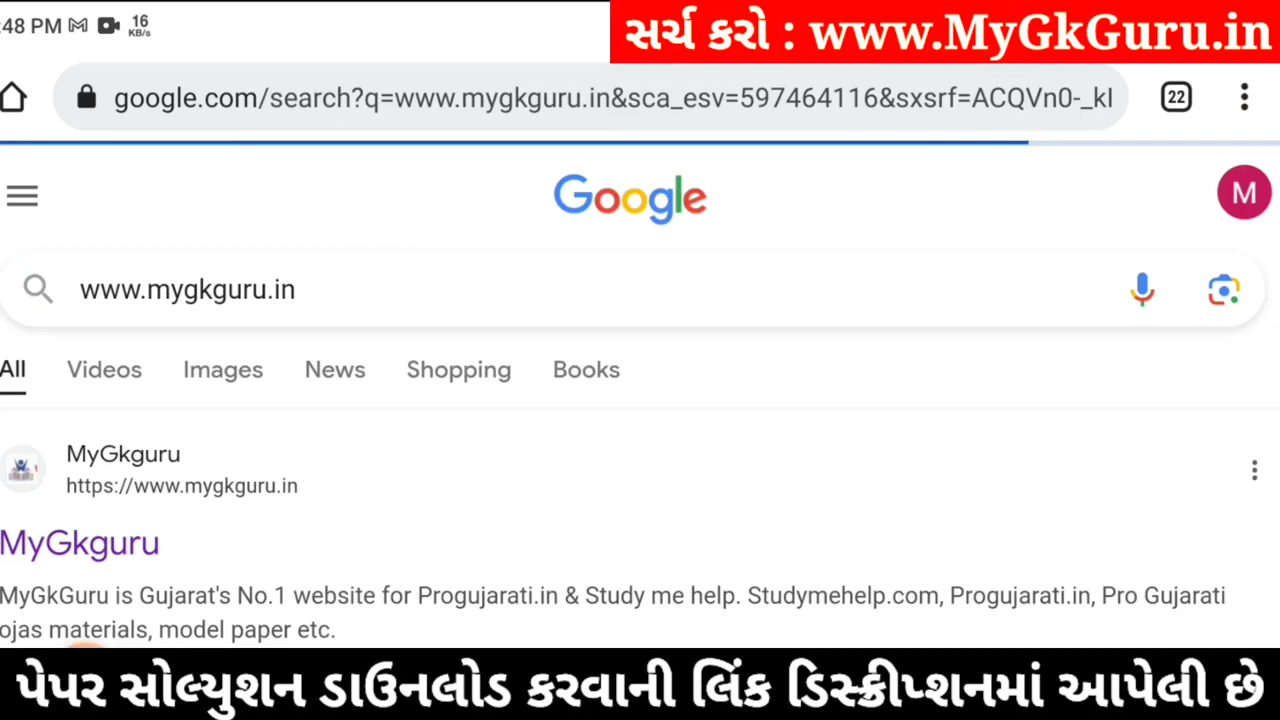 :48 PM 16 KB/s
સર્ચ કરો : www.MyGkGuru.in
google.com/search?q=www.mygkguru.in&sca_esv=597464116&sxsrf=ACQVn0-_kI
22
Google
M
www.mygkguru.in
All Videos Images News Shopping Books
MyGkguru
https://www.mygkguru.in
MyGkguru
MyGkGuru is Gujarat's No.1 website for Progujarati.in & Study me help. Studymehelp.com, Progujarati.in, Pro Gujarati
ojas materials, model paper etc.
પેપર સોલ્યુશન ડાઉનલોડ કરવાની લિંક ડિસ્ક્રીપ્શનમાં આપેલી છે